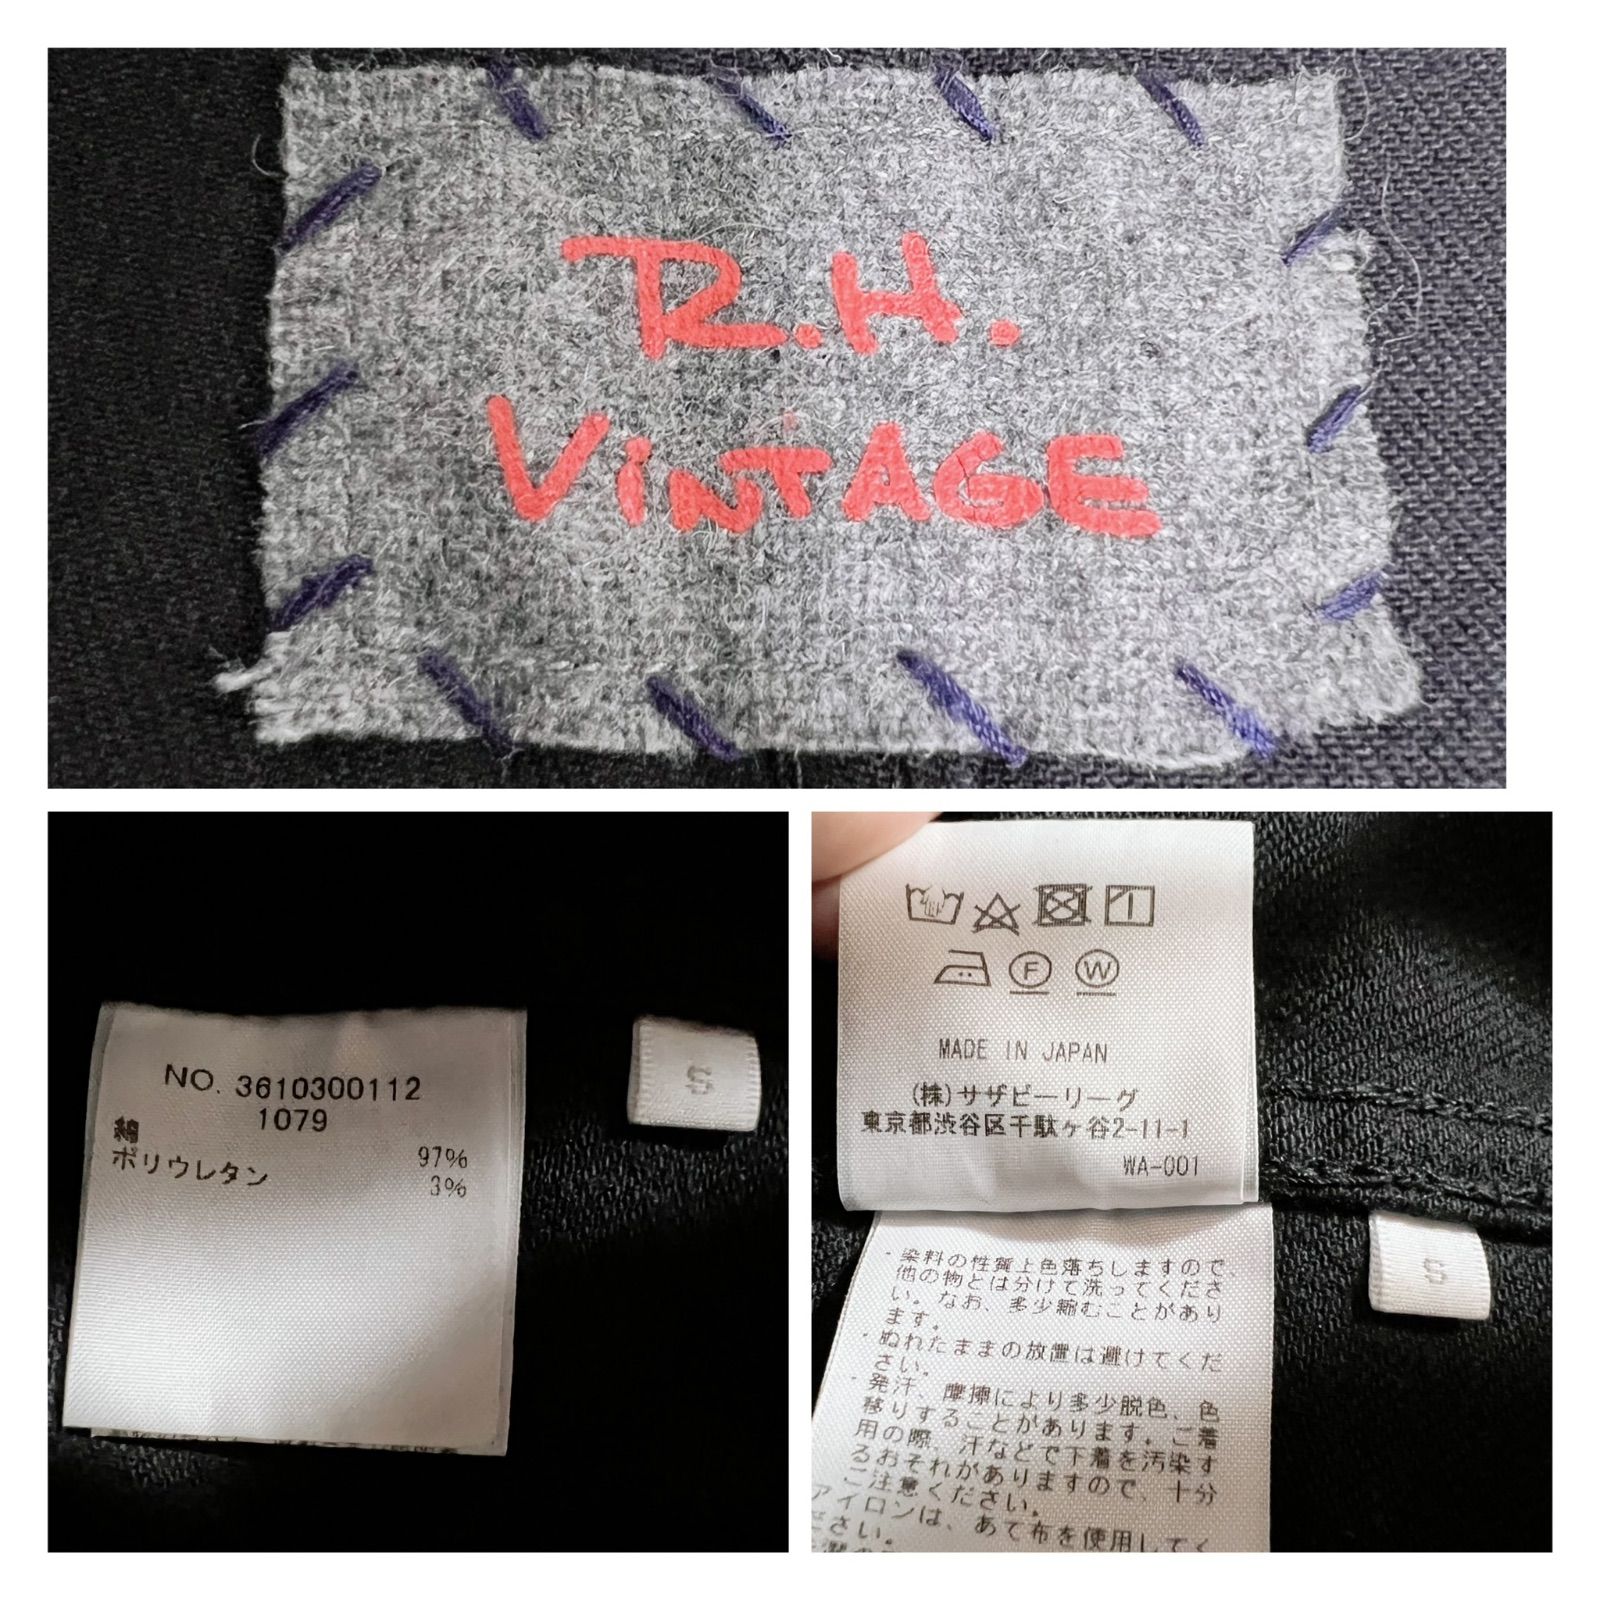 R.H.
VINTAGE
NO. 3610300112
1079
綿 97%
ポリウレタン 3%
S
MADE IN JAPAN
(株)サザビーリーグ
東京都渋谷区千駄ヶ谷2-11-1
WA-001
F W
S
・染料の性質上色落ちしますので、
他の物とは分けて洗ってくださ
い。なお、多少縮むことがあり
ます。
・ぬれたままの放置は避けてくだ
さい。
・発汗、摩擦により多少脱色、色
移りすることがあります。ご着
用の際、汗などで下着を汚染す
るおそれがありますので、十分
ご注意ください。
アイロンは、あて布を使用してく
ださい。